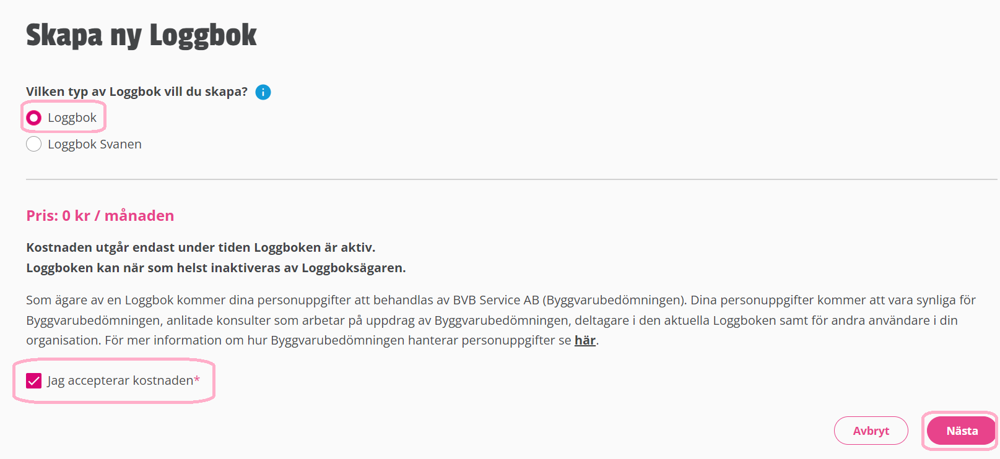 Skapa ny Loggbok
Vilken typ av Loggbok vill du skapa? i
Loggbok
Loggbok Svanen
Pris: 0 kr / månaden
Kostnaden utgår endast under tiden Loggboken är aktiv.
Loggboken kan när som helst inaktiveras av Loggboksägaren.
Som ägare av en Loggbok kommer dina personuppgifter att behandlas av BVB Service AB (Byggvarubedömningen). Dina personuppgifter kommer att vara synliga för
Byggvarubedömningen, anlitade konsulter som arbetar på uppdrag av Byggvarubedömningen, deltagare i den aktuella Loggboken samt för andra användare i din
organisation. För mer information om hur Byggvarubedömningen hanterar personuppgifter se här.
Jag accepterar kostnaden*
Avbryt Nästa